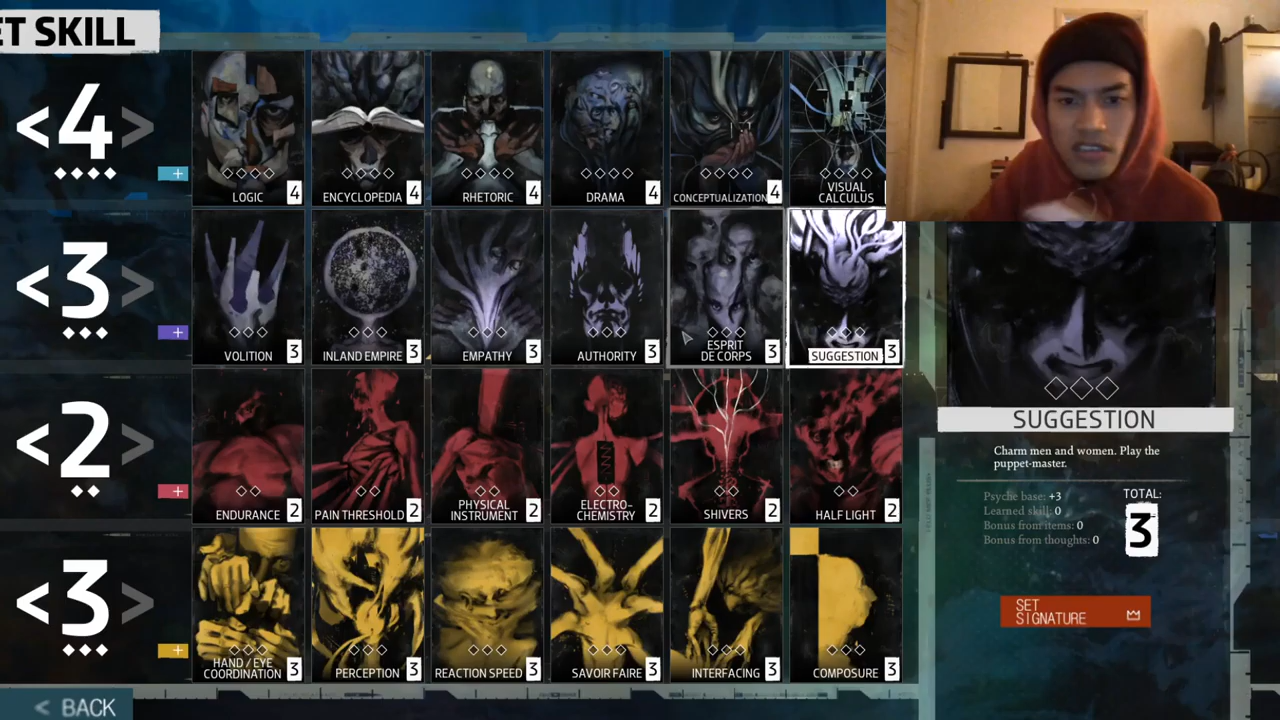 ET SKILL
<4>
LOGIC 4
ENCYCLOPEDIA 4
RHETORIC 4
DRAMA 4
CONCEPTUALIZATION 4
VISUAL
CALCULUS
<3>
VOLITION 3
INLAND EMPIRE 3
EMPATHY 3
AUTHORITY 3
ESPRIT
DE CORPS 3
SUGGESTION 3
<2>
ENDURANCE 2
PAIN THRESHOLD 2
PHYSICAL
INSTRUMENT 2
ELECTRO-
CHEMISTRY 2
SHIVERS 2
HALF LIGHT 2
<3>
HAND / EYE
COORDINATION 3
PERCEPTION 3
REACTION SPEED 3
SAVOIR FAIRE 3
INTERFACING 3
COMPOSURE 3
< BACK
SUGGESTION
Charm men and women. Play the
puppet-master.
Psyche base: +3
Learned skill: 0
Bonus from items: 0
Bonus from thoughts: 0
TOTAL:
3
SET
SIGNATURE